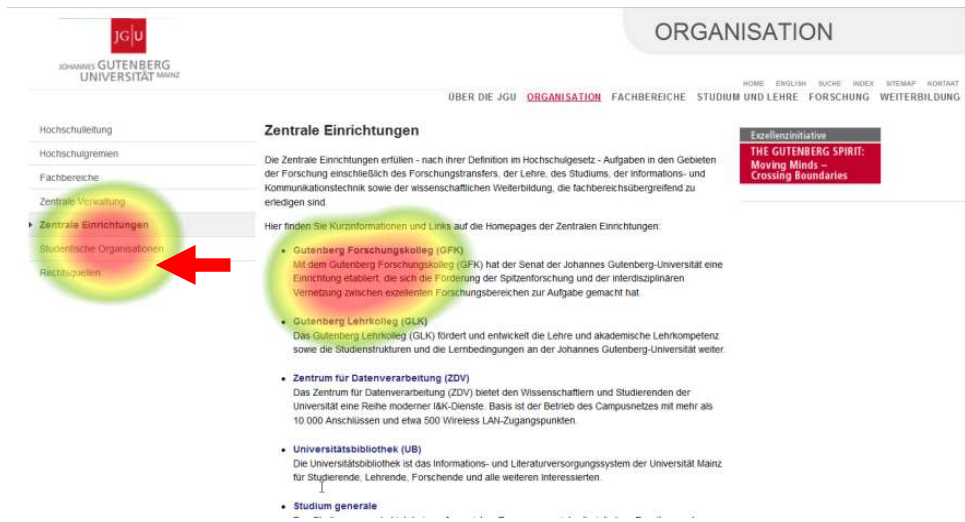 JG|U
JOHANNES GUTENBERG
UNIVERSITÄT MAINZ
ORGANISATION
HOME ENGLISH SUCHE INDEX SITEMAP KONTAKT
ÜBER DIE JGU ORGANISATION FACHBEREICHE STUDIUM UND LEHRE FORSCHUNG WEITERBILDUNG
Hochschulleitung
Hochschulgremien
Fachbereiche
Zentrale Verwaltung
Zentrale Einrichtungen
Studentische Organisationen
Rechtsquellen
Zentrale Einrichtungen
Die Zentrale Einrichtungen erfüllen - nach ihrer Definition im Hochschulgesetz - Aufgaben in den Gebieten
der Forschung einschließlich des Forschungstransfers, der Lehre, des Studiums, der Informations- und
Kommunikationstechnik sowie der wissenschaftlichen Weiterbildung, die fachbereichsübergreifend zu
erledigen sind.
Hier finden Sie Kurzinformationen und Links auf die Homepages der Zentralen Einrichtungen:
• Gutenberg Forschungskolleg (GFK)
Mit dem Gutenberg Forschungskolleg (GFK) hat der Senat der Johannes Gutenberg-Universität eine
Einrichtung etabliert, die sich die Förderung der Spitzenforschung und der interdisziplinären
Vernetzung zwischen exzellenten Forschungsbereichen zur Aufgabe gemacht hat.
• Gutenberg Lehrkolleg (GLK)
Das Gutenberg Lehrkolleg (GLK) fördert und entwickelt die Lehre und akademische Lehrkompetenz
sowie die Studienstrukturen und die Lernbedingungen an der Johannes Gutenberg-Universität weiter.
• Zentrum für Datenverarbeitung (ZDV)
Das Zentrum für Datenverarbeitung (ZDV) bietet den Wissenschaftlern und Studierenden der
Universität eine Reihe moderner I&K-Dienste. Basis ist der Betrieb des Campusnetzes mit mehr als
10.000 Anschlüssen und etwa 500 Wireless LAN-Zugangspunkten.
• Universitätsbibliothek (UB)
Die Universitätsbibliothek ist das Informations- und Literaturversorgungssystem der Universität Mainz
für Studierende, Lehrende, Forschende und alle weiteren Interessierten.
• Studium generale
Exzellenzinitiative
THE GUTENBERG SPIRIT:
Moving Minds –
Crossing Boundaries